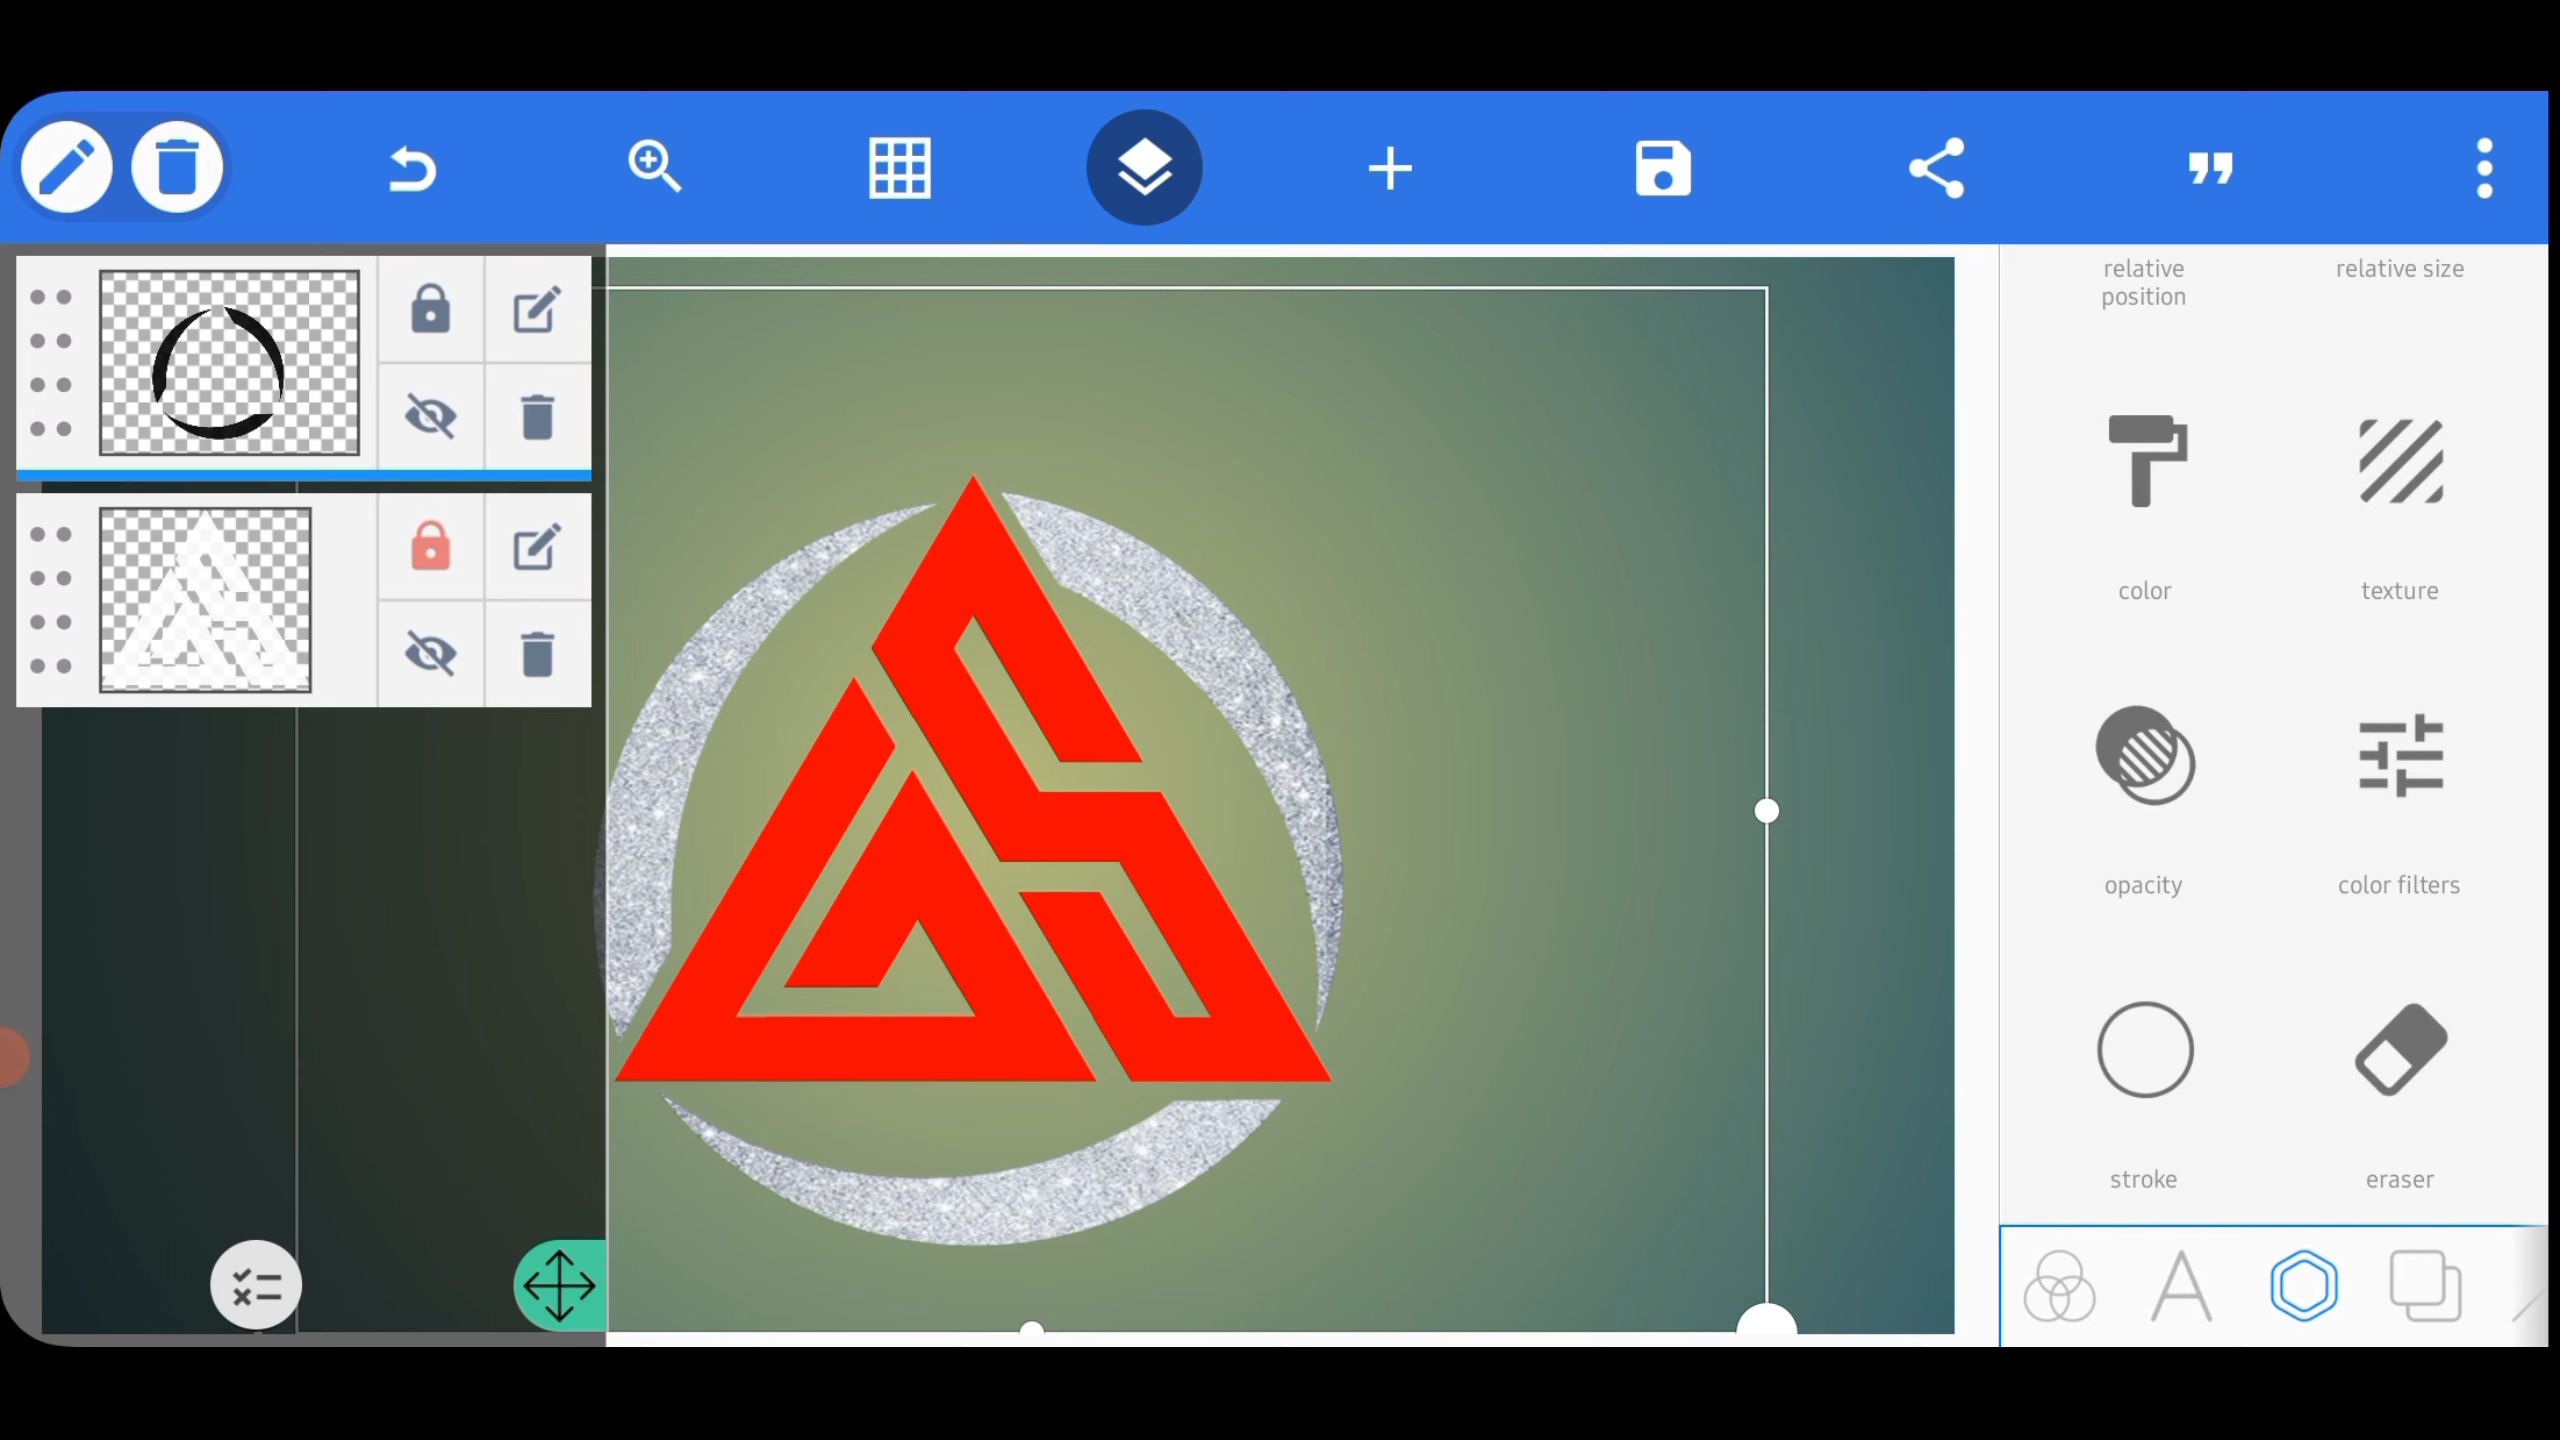 relative
position
relative size
color
texture
opacity
color filters
stroke
eraser